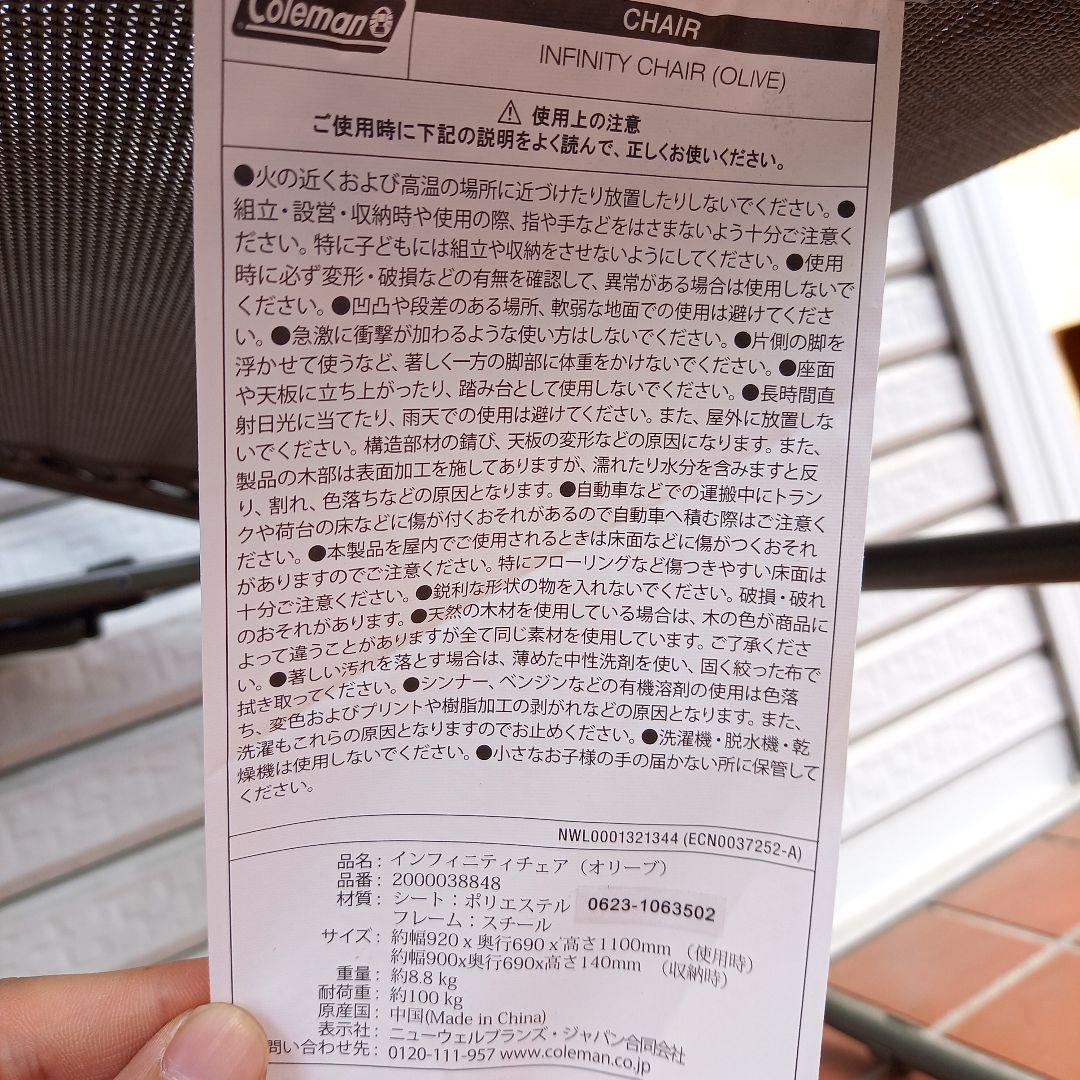 Coleman
CHAIR
INFINITY CHAIR (OLIVE)
⚠ 使用上の注意
ご使用時に下記の説明をよく読んで、正しくお使いください。
●火の近くおよび高温の場所に近づけたり放置したりしないでください。●
組立・設営・収納時や使用の際、指や手などをはさまないよう十分ご注意く
ださい。特に子どもには組立や収納をさせないようにしてください。●使用
時に必ず変形・破損などの有無を確認して、異常がある場合は使用しないで
ください。●凹凸や段差のある場所、軟弱な地面での使用は避けてくださ
い。●急激に衝撃が加わるような使い方はしないでください。●片側の脚を
浮かせて使うなど、著しく一方の脚部に体重をかけないでください。●座面
や天板に立ち上がったり、踏み台として使用しないでください。●長時間直
射日光に当てたり、雨天での使用は避けてください。また、屋外に放置しな
いでください。構造部材の錆び、天板の変形などの原因になります。また、
製品の木部は表面加工を施してありますが、濡れたり水分を含みますと反
り、割れ、色落ちなどの原因となります。●自動車などでの運搬中にトラン
クや荷台の床などに傷が付くおそれがあるので自動車へ積む際はご注意く
ださい。●本製品を屋内でご使用されるときは床面などに傷がつくおそれ
がありますのでご注意ください。特にフローリングなど傷つきやすい床面は
十分ご注意ください。●鋭利な形状の物を入れないでください。破損・破れ
のおそれがあります。●天然の木材を使用している場合は、木の色が商品に
よって違うことがありますが全て同じ素材を使用しています。ご了承くださ
い。●著しい汚れを落とす場合は、薄めた中性洗剤を使い、固く絞った布で
拭き取ってください。●シンナー、ベンジンなどの有機溶剤の使用は色落
ち、変色およびプリントや樹脂加工の剥がれなどの原因となります。また、
洗濯もこれらの原因となりますのでお止めください。●洗濯機・脱水機・乾
燥機は使用しないでください。●小さなお子様の手の届かない所に保管して
ください。
NWL0001321344 (ECN0037252-A)
品名：インフィニティチェア（オリーブ）
品番：2000038848
材質：シート：ポリエステル 0623-1063502
フレーム：スチール
サイズ：約幅920 x 奥行690 x 高さ1100mm （使用時）
約幅900x奥行690x高さ140mm （収納時）
重量：約8.8 kg
耐荷重：約100 kg
原産国：中国(Made in China)
表示社：ニューウェルブランズ・ジャパン合同会社
問い合わせ先：0120-111-957 www.coleman.co.jp